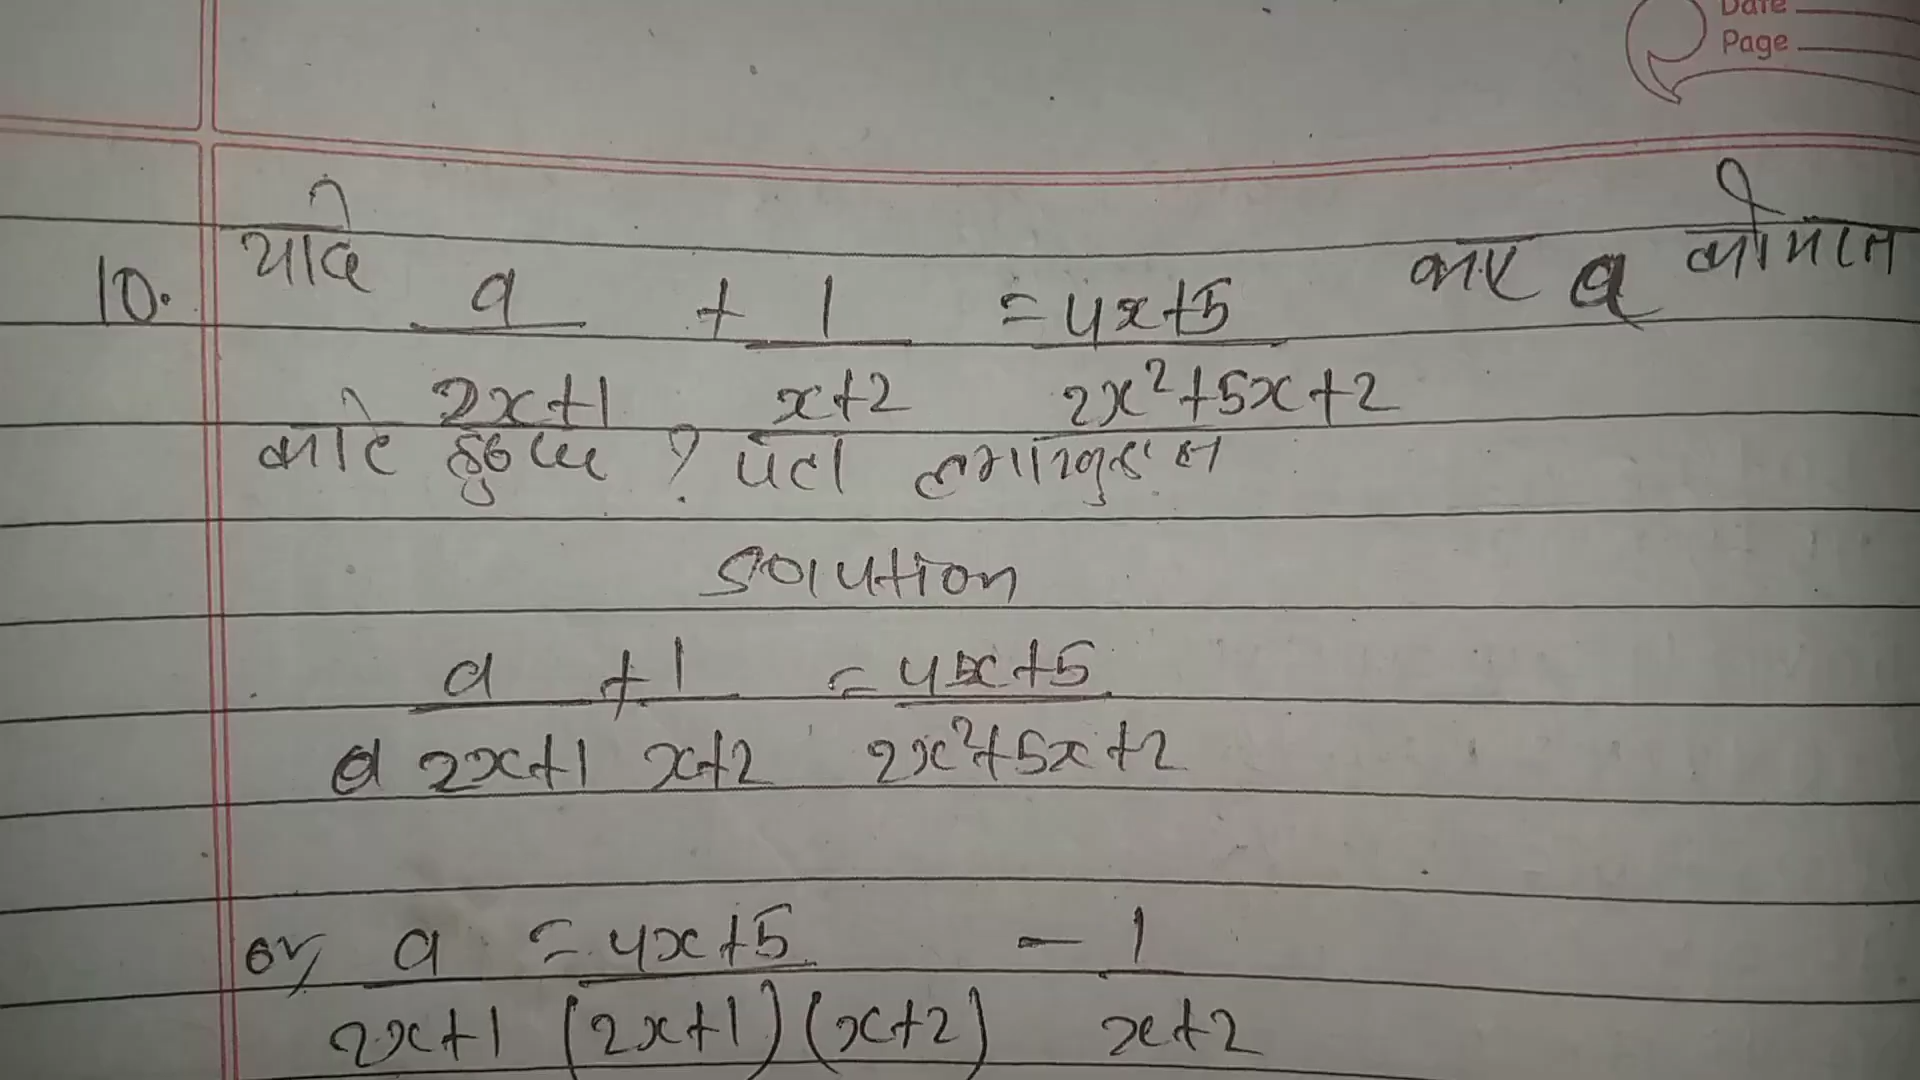 Date
Page
10. यदि a/2x+1 + 1/x+2 = 4x+5/2x²+5x+2 भए a को मान
कति हुन्छ ? पत्ता लगाउनुहोस
solution
a/2x+1 + 1/x+2 = 4x+5/2x²+5x+2
or, a/2x+1 = 4x+5/(2x+1)(x+2) - 1/x+2